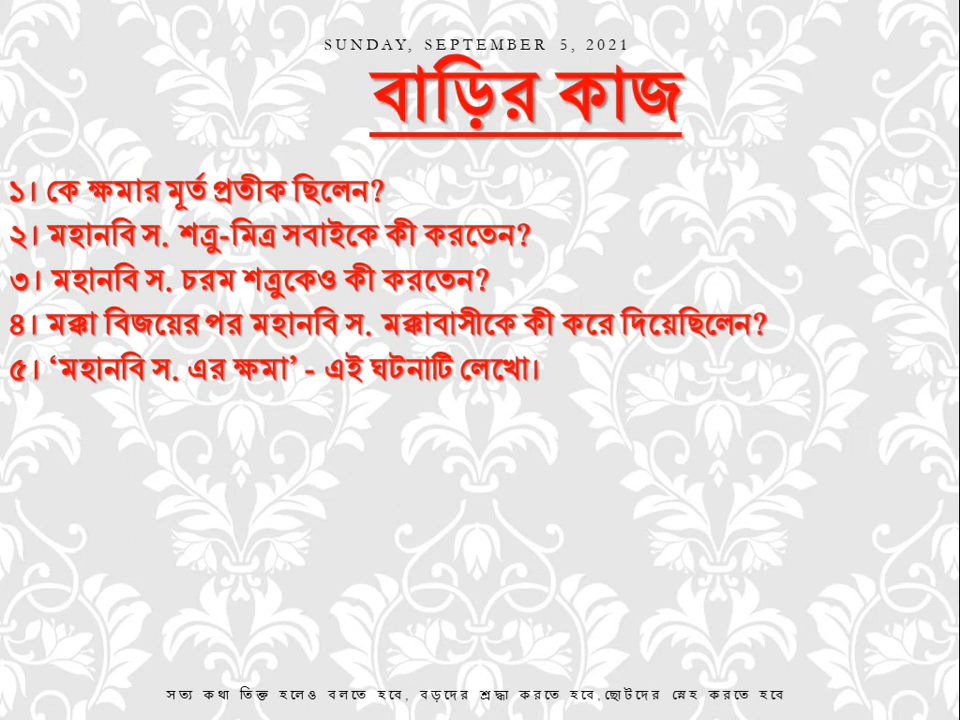 SUNDAY, SEPTEMBER 5, 2021
বাড়ির কাজ
১। কে ক্ষমার মূর্ত প্রতীক ছিলেন?
২। মহানবি স. শত্রু-মিত্র সবাইকে কী করতেন?
৩। মহানবি স. চরম শত্রুকেও কী করতেন?
৪। মক্কা বিজয়ের পর মহানবি স. মক্কাবাসীকে কী করে দিয়েছিলেন?
৫। ‘মহানবি স. এর ক্ষমা’ - এই ঘটনাটি লেখো।
সত্য কথা তিক্ত হলেও বলতে হবে, বড়দের শ্রদ্ধা করতে হবে,ছোটদের স্নেহ করতে হবে